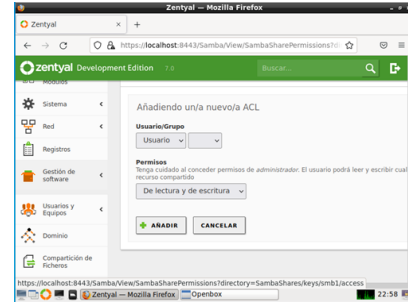 Zentyal — Mozilla Firefox
Zentyal
https://localhost:8443/Samba/View/SambaSharePermissions?di
zentyal Development Edition 7.0
Buscar...
Módulos
Sistema
Red
Registros
Gestión de
software
Usuarios y
Equipos
Dominio
Compartición de
Ficheros
Añadiendo un/a nuevo/a ACL
Usuario/Grupo
Usuario
Permisos
Tenga cuidado al conceder permisos de administrador. El usuario podrá leer y escribir cual
recurso compartido
De lectura y de escritura
AÑADIR
CANCELAR
https://localhost:8443/Samba/View/SambaSharePermissions?directory=SambaShares/keys/smb1/access
Zentyal — Mozilla Firefox
Openbox
22:58